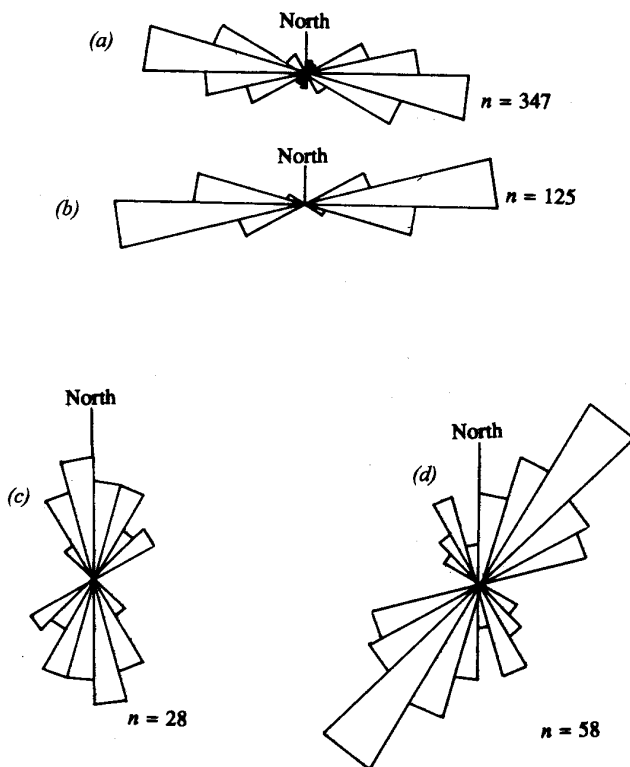 North
(a)
n = 347
North
(b)
n = 125
North
(c)
n = 28
North
(d)
n = 58